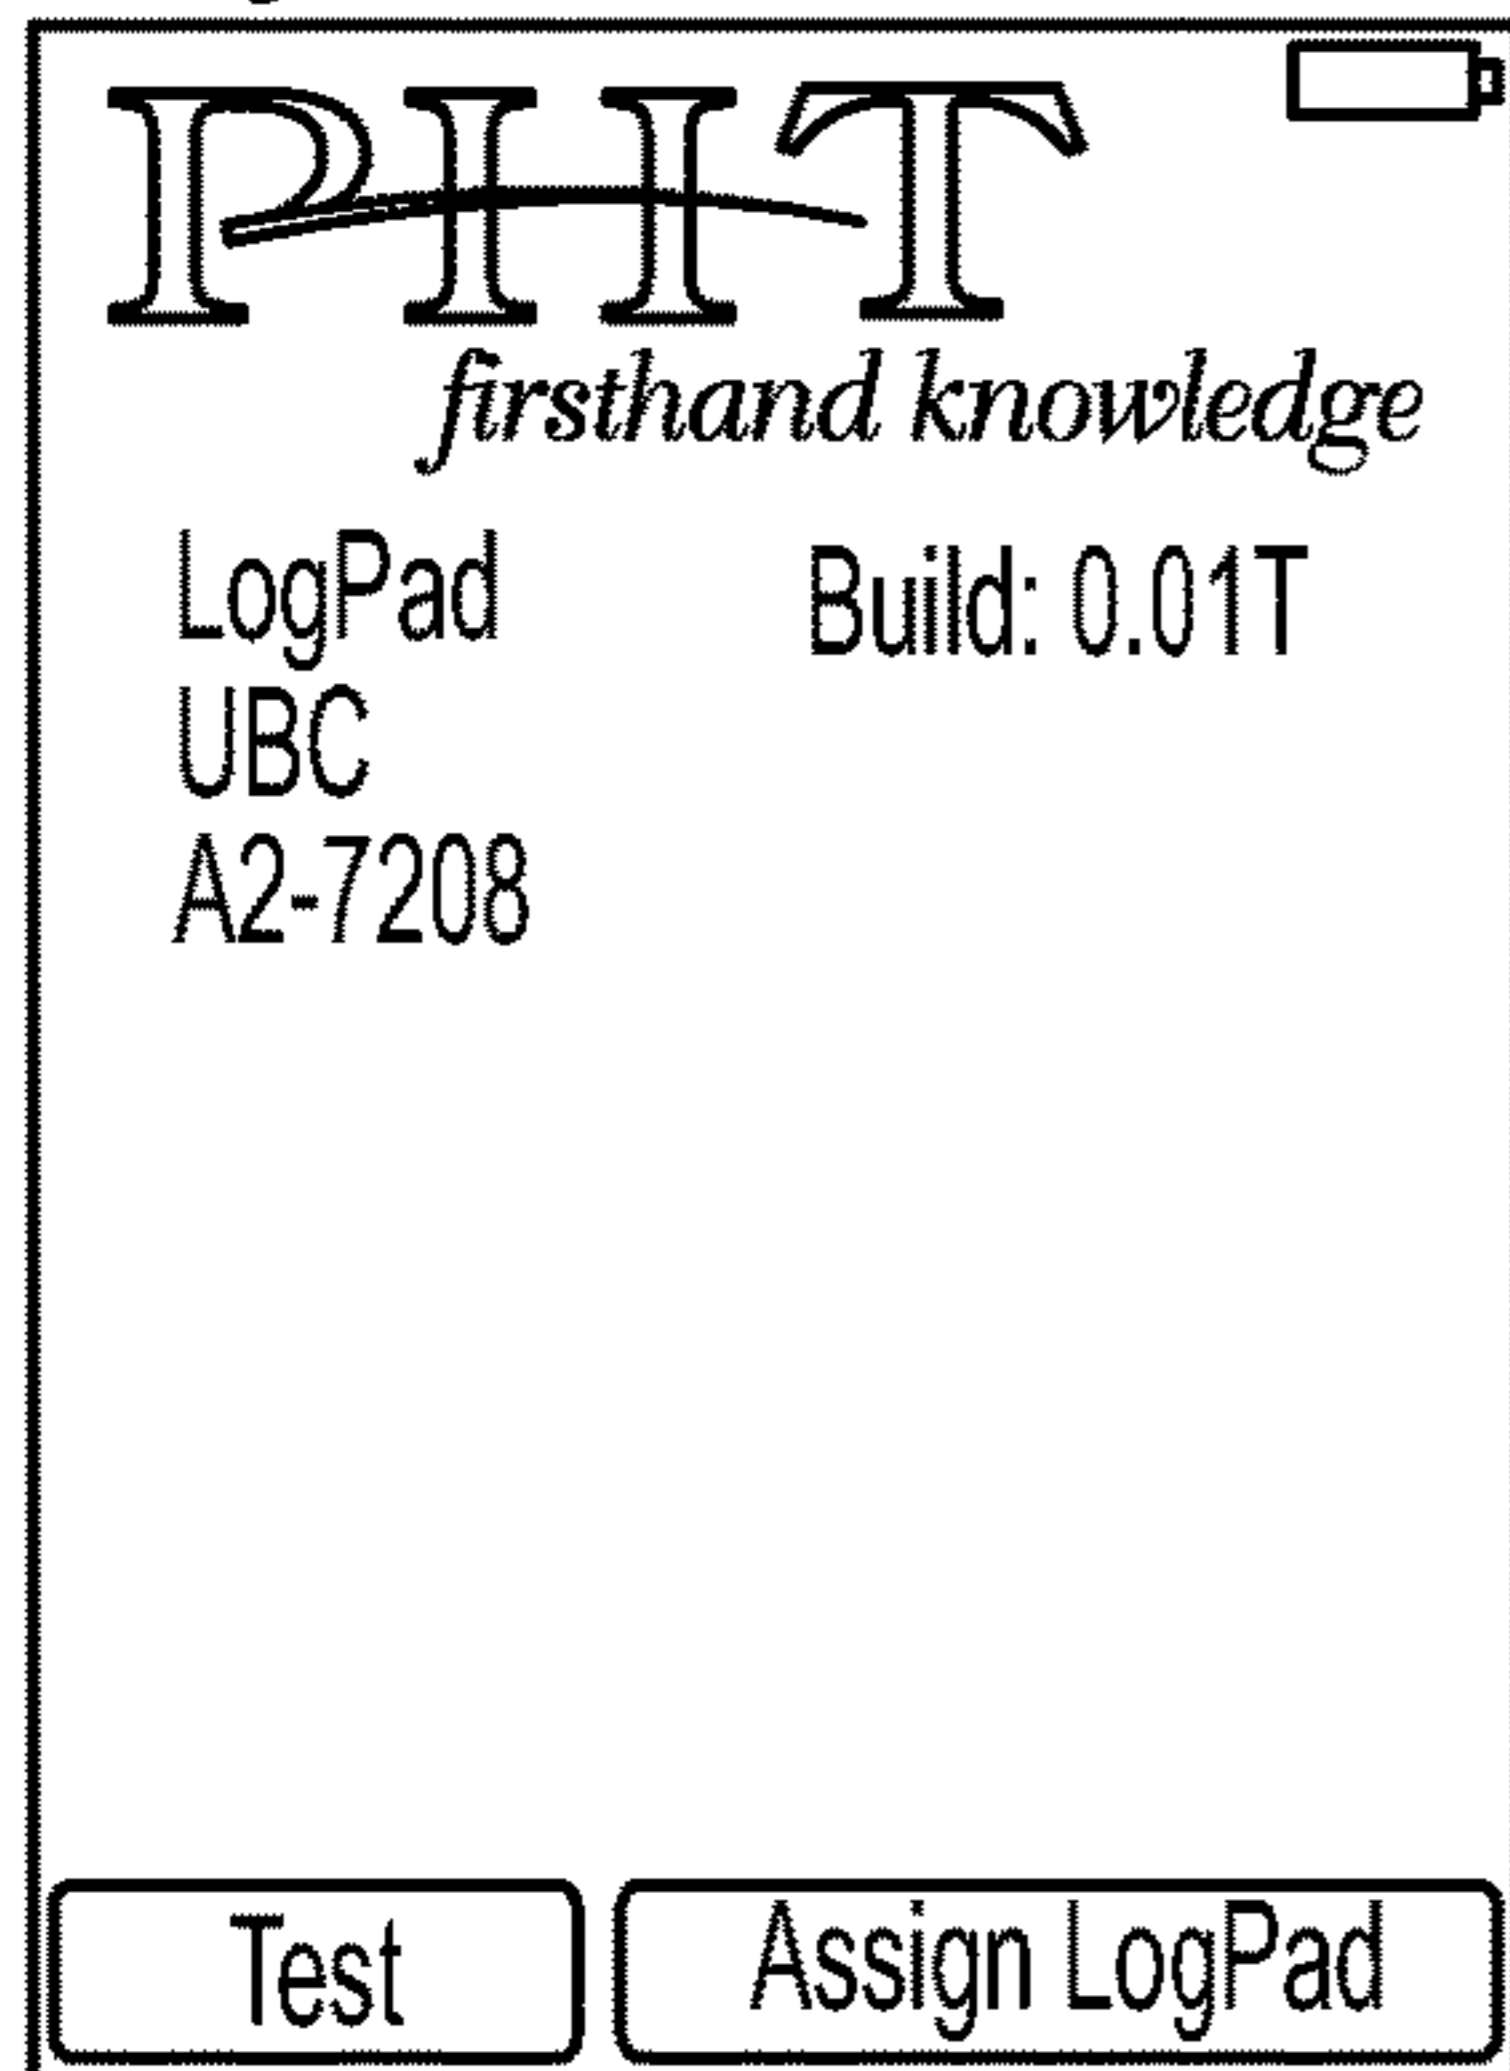 PHT
firsthand knowledge
LogPad Build: 0.01T
UBC
A2-7208
Test Assign LogPad